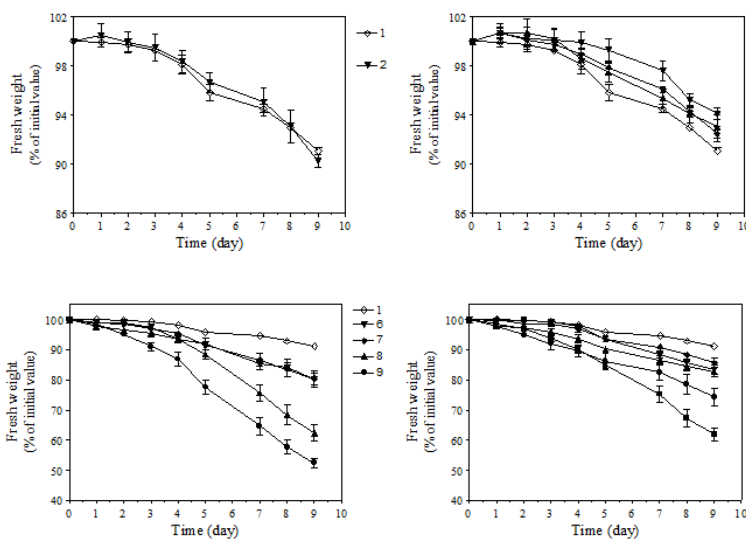 102
98
94
90
86
Fresh weight
(% of initial value)
0 1 2 3 4 5 6 7 8 9 10
Time (day)
1
2
102
98
94
90
86
Fresh weight
(% of initial value)
0 1 2 3 4 5 6 7 8 9 10
Time (day)
100
90
80
70
60
50
40
Fresh weight
(% of initial value)
0 1 2 3 4 5 6 7 8 9 10
Time (day)
1
6
7
8
9
100
90
80
70
60
50
40
Fresh weight
(% of initial value)
0 1 2 3 4 5 6 7 8 9 10
Time (day)